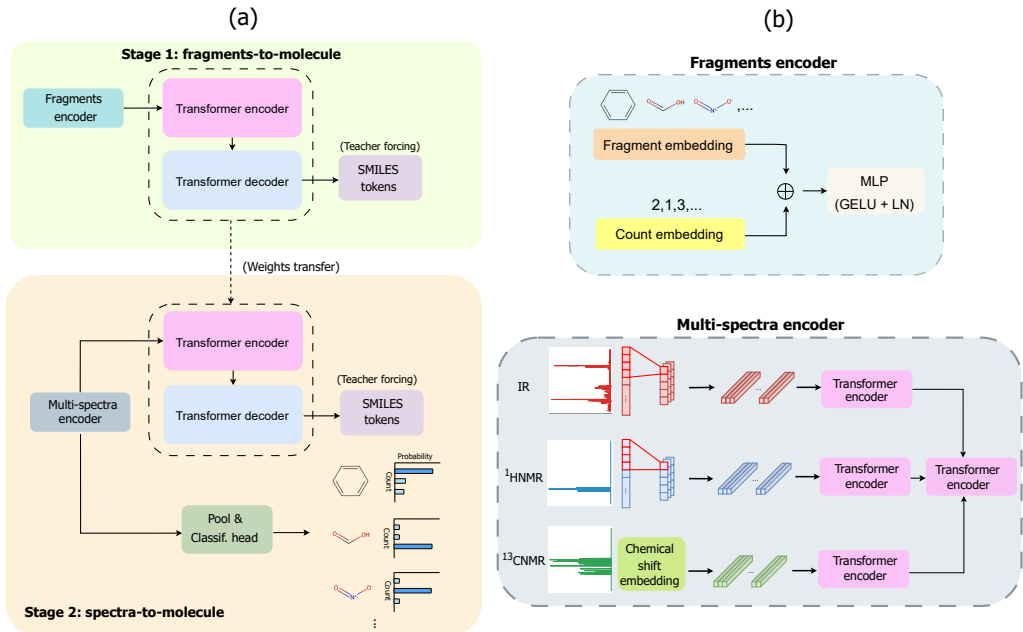 (a)
Stage 1: fragments-to-molecule
Fragments
encoder
Transformer encoder
Transformer decoder
(Teacher forcing)
SMILES
tokens
(Weights transfer)
Transformer encoder
Multi-spectra
encoder
Transformer decoder
(Teacher forcing)
SMILES
tokens
Probability
Count
Pool &
Classif. head
O
OH
Count
O
N+
O-
Count
⋮
Stage 2: spectra-to-molecule
(b)
Fragments encoder
O
OH
O
N+
O-
,...
Fragment embedding
2,1,3,...
Count embedding
MLP
(GELU + LN)
Multi-spectra encoder
IR
...
...
Transformer
encoder
¹HNMR
...
...
Transformer
encoder
Transformer
encoder
¹³CNMR
Chemical
shift
embedding
...
Transformer
encoder